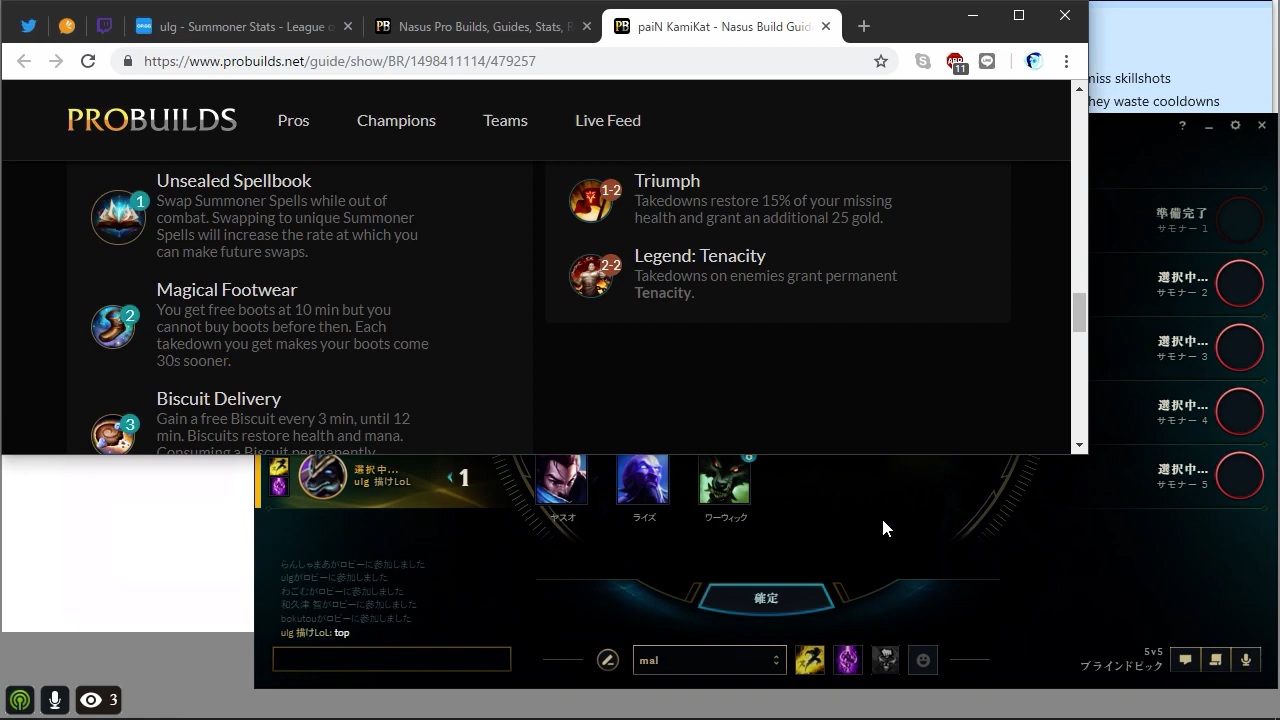 ulg - Summoner Stats - League o
PB
Nasus Pro Builds, Guides, Stats, R
PB
paiN KamiKat - Nasus Build Guid
https://www.probuilds.net/guide/show/BR/1498411114/479257
ABP
11
miss skillshots
they waste cooldowns
PROBUILDS
Pros
Champions
Teams
Live Feed
1
Unsealed Spellbook
Swap Summoner Spells while out of
combat. Swapping to unique Summoner
Spells will increase the rate at which you
can make future swaps.
2
Magical Footwear
You get free boots at 10 min but you
cannot buy boots before then. Each
takedown you get makes your boots come
30s sooner.
3
Biscuit Delivery
Gain a free Biscuit every 3 min, until 12
min. Biscuits restore health and mana.
Consuming a Biscuit permanently
1-2
Triumph
Takedowns restore 15% of your missing
health and grant an additional 25 gold.
2-2
Legend: Tenacity
Takedowns on enemies grant permanent
Tenacity.
準備完了
サモナー 1
選択中...
サモナー 2
選択中...
サモナー 3
選択中...
サモナー 4
選択中...
サモナー 5
選択中...
ulg 描けLoL
1
ヤスオ
ライズ
ワーウィック
らんしゃまあがロビーに参加しました
ulgがロビーに参加しました
わごむがロビーに参加しました
和久津 智がロビーに参加しました
bokutouがロビーに参加しました
ulg 描けLoL: top
確定
mal
5v5
ブラインドピック
3